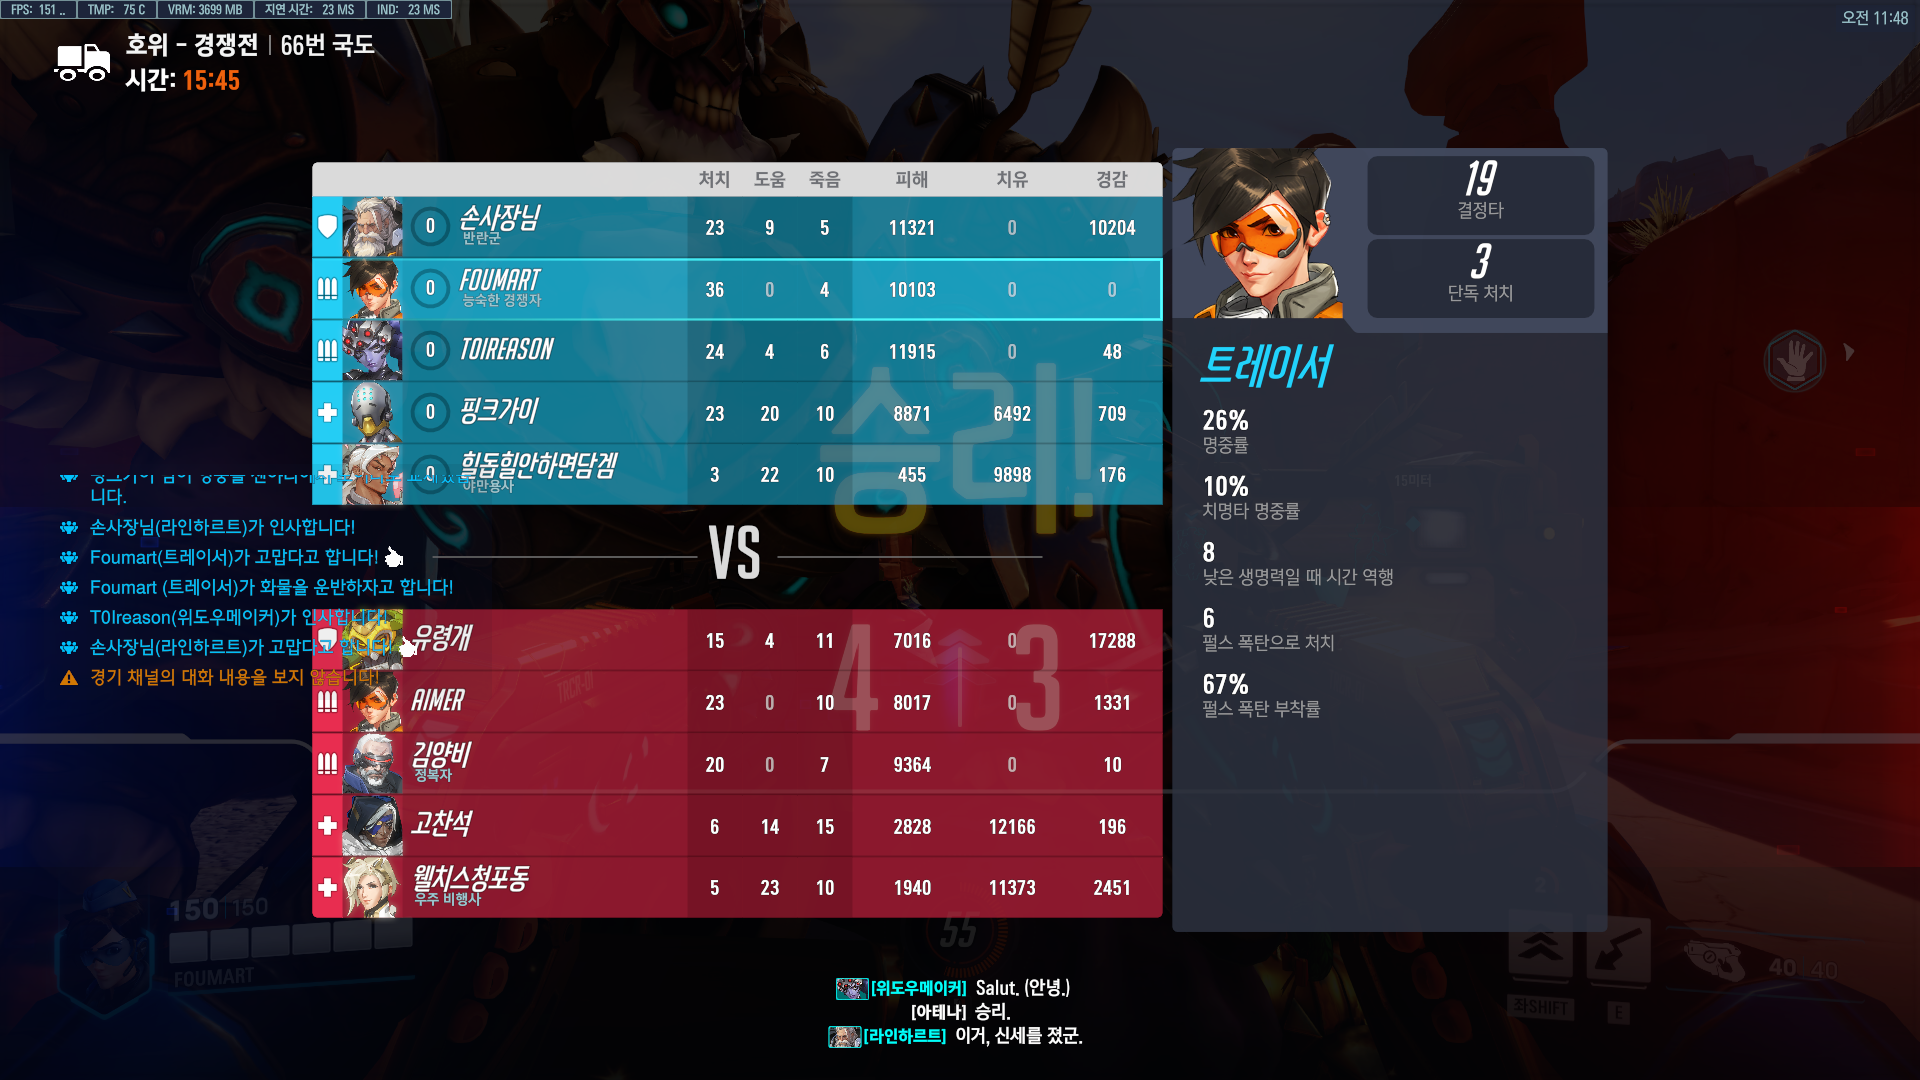 FPS: 151 .. TMP: 75 C VRM: 3699 MB 지연 시간: 23 MS IND: 23 MS
오전 11:48
호위 - 경쟁전 | 66번 국도
시간: 15:45
처치 도움 죽음 피해 치유 경감
0 손사장님 23 9 5 11321 0 10204
반란군
0 FOUMART 36 0 4 10103 0 0
능숙한 경쟁자
0 TOIREASON 24 4 6 11915 0 48
0 핑크가이 23 20 10 8871 6492 709
0 힐돕힐안하면담겜 3 22 10 455 9898 176
야만용사
승리!
VS
4 3
유령개 15 4 11 7016 0 17288
AIMER 23 0 10 8017 0 1331
김양비 20 0 7 9364 0 10
정복자
고찬석 6 14 15 2828 12166 196
웰치스청포동 5 23 10 1940 11373 2451
우주 비행사
19
결정타
3
단독 처치
트레이서
26%
명중률
10%
치명타 명중률
8
낮은 생명력일 때 시간 역행
6
펄스 폭탄으로 처치
67%
펄스 폭탄 부착률
니다.
손사장님(라인하르트)가 인사합니다!
Foumart(트레이서)가 고맙다고 합니다!
Foumart (트레이서)가 화물을 운반하자고 합니다!
T0Ireason(위도우메이커)가 인사합니다!
손사장님(라인하르트)가 고맙다고 합니다!
경기 채널의 대화 내용을 보지 않습니다!
15미터
TRCR-01
150 | 150
FOUMART
55
40 40
좌SHIFT E
[위도우메이커] Salut. (안녕.)
[아테나] 승리.
[라인하르트] 이거, 신세를 졌군.